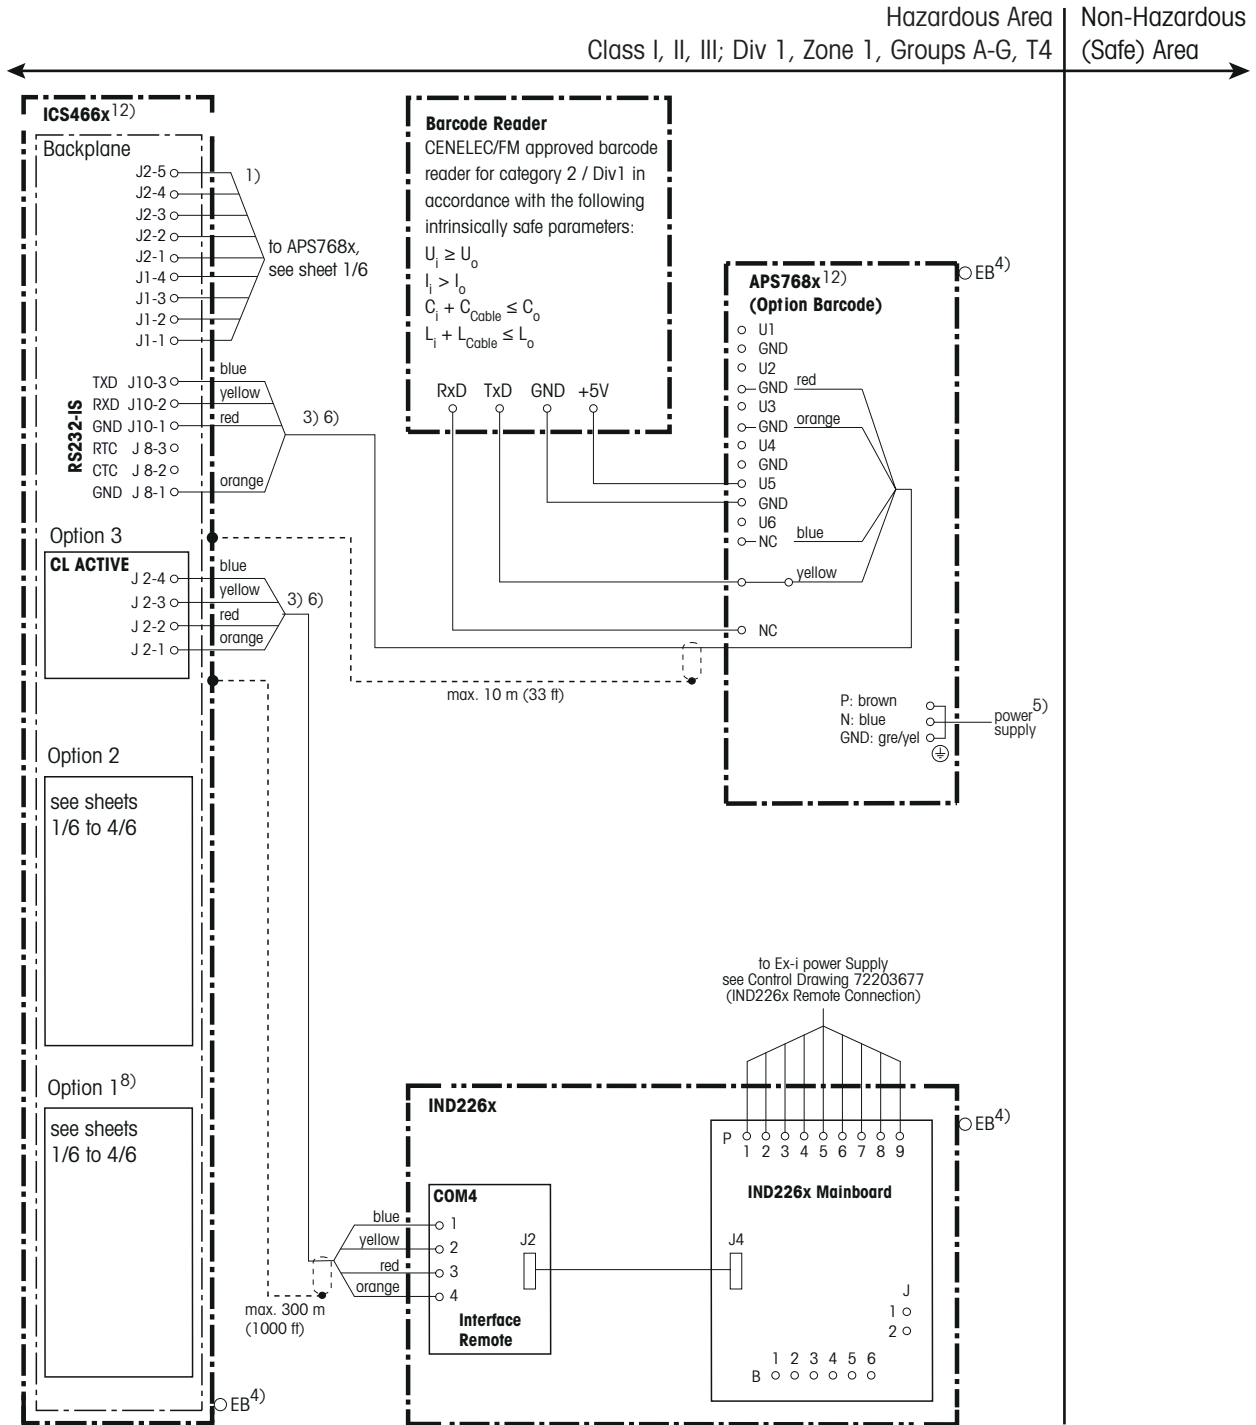 Hazardous Area
Class I, II, III; Div 1, Zone 1, Groups A-G, T4
Non-Hazardous
(Safe) Area
ICS466x12)
Backplane
J2-5
J2-4
J2-3
J2-2
J2-1
J1-4
J1-3
J1-2
J1-1
1)
to APS768x,
see sheet 1/6
RS232-IS
TXD J10-3 blue
RXD J10-2 yellow
GND J10-1 red
RTC J 8-3
CTC J 8-2
GND J 8-1 orange
3) 6)
Option 3
CL ACTIVE
J 2-4 blue
J 2-3 yellow
J 2-2 red
J 2-1 orange
3) 6)
Option 2
see sheets
1/6 to 4/6
Option 18)
see sheets
1/6 to 4/6
EB4)
Barcode Reader
CENELEC/FM approved barcode
reader for category 2 / Div1 in
accordance with the following
intrinsically safe parameters:
Ui ≥ Uo
Ii > Io
Ci + CCable ≤ Co
Li + LCable ≤ Lo
RxD TxD GND +5V
APS768x12)
(Option Barcode)
EB4)
U1
GND
U2
GND red
U3
GND orange
U4
GND
U5
GND
U6
NC blue
yellow
NC
max. 10 m (33 ft)
P: brown
N: blue
GND: gre/yel
power5)
supply
to Ex-i power Supply
see Control Drawing 72203677
(IND226x Remote Connection)
IND226x
EB4)
P 1 2 3 4 5 6 7 8 9
IND226x Mainboard
COM4
blue 1
yellow 2
red 3
orange 4
J2
J4
Interface
Remote
max. 300 m
(1000 ft)
J
1
2
1 2 3 4 5 6
B